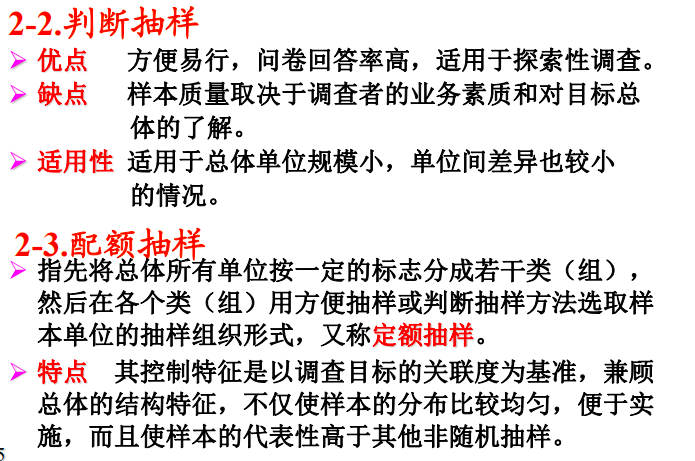 2-2.判断抽样
➢ 优点 方便易行，问卷回答率高，适用于探索性调查。
➢ 缺点 样本质量取决于调查者的业务素质和对目标总
体的了解。
➢ 适用性 适用于总体单位规模小，单位间差异也较小
的情况。
2-3.配额抽样
➢ 指先将总体所有单位按一定的标志分成若干类（组），
然后在各个类（组）用方便抽样或判断抽样方法选取样
本单位的抽样组织形式，又称定额抽样。
➢ 特点 其控制特征是以调查目标的关联度为基准，兼顾
总体的结构特征，不仅使样本的分布比较均匀，便于实
施，而且使样本的代表性高于其他非随机抽样。
5